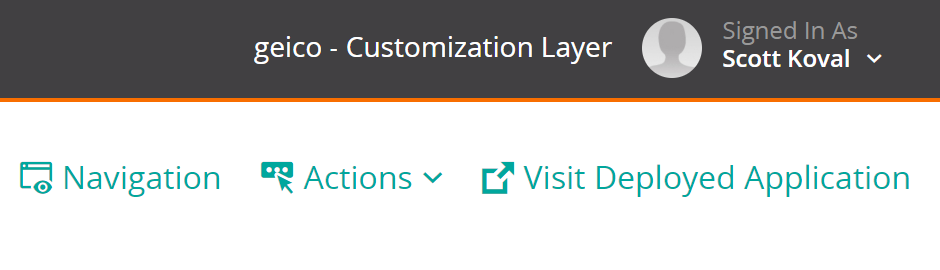 geico - Customization Layer
Signed In As
Scott Koval
Navigation
Actions
Visit Deployed Application